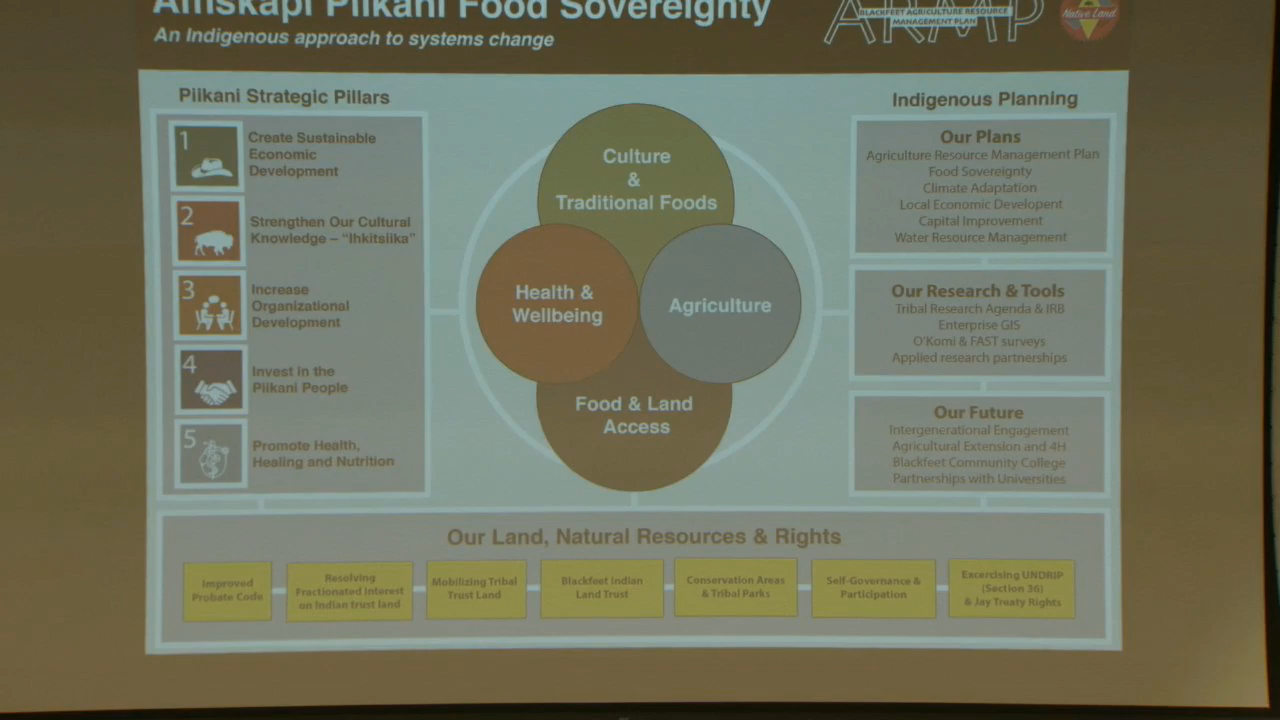 Amskapi Piikani Food Sovereignty
An Indigenous approach to systems change
ARMP
BLACKFEET AGRICULTURE RESOURCE
MANAGEMENT PLAN
Native Land
Piikani Strategic Pillars
1
Create Sustainable
Economic
Development
2
Strengthen Our Cultural
Knowledge – “Ihkitsiika”
3
Increase
Organizational
Development
4
Invest in the
Piikani People
5
Promote Health,
Healing and Nutrition
Culture
&
Traditional Foods
Health &
Wellbeing
Agriculture
Food & Land
Access
Indigenous Planning
Our Plans
Agriculture Resource Management Plan
Food Sovereignty
Climate Adaptation
Local Economic Developent
Capital Improvement
Water Resource Management
Our Research & Tools
Tribal Research Agenda & IRB
Enterprise GIS
O'Komi & FAST surveys
Applied research partnerships
Our Future
Intergenerational Engagement
Agricultural Extension and 4H
Blackfeet Community College
Partnerships with Universities
Our Land, Natural Resources & Rights
Improved
Probate Code
Resolving
Fractionated Interest
on Indian trust land
Mobilizing Tribal
Trust Land
Blackfeet Indian
Land Trust
Conservation Areas
& Tribal Parks
Self-Governance &
Participation
Excercising UNDRIP
(Section 36)
& Jay Treaty Rights